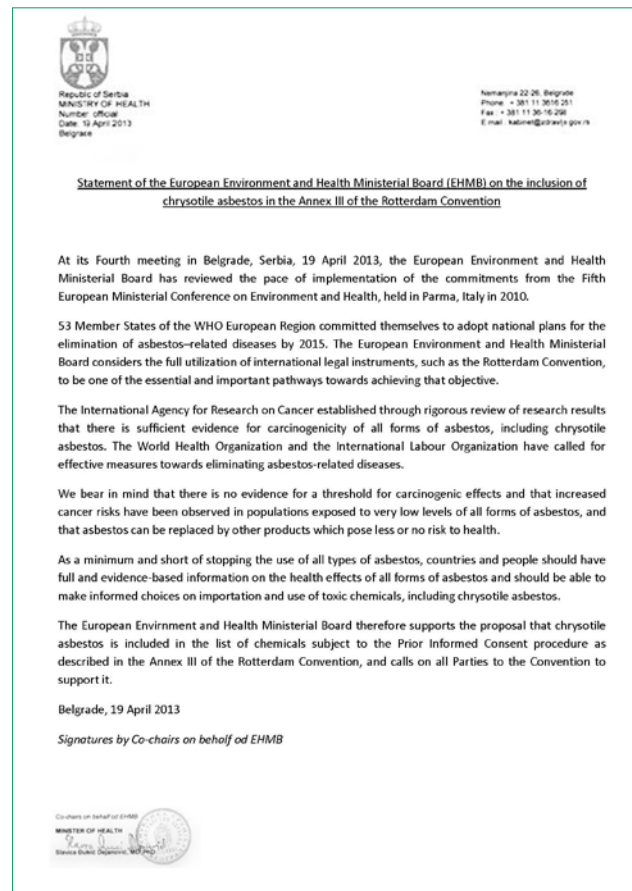 Republic of Serbia
MINISTRY OF HEALTH
Number: official
Date: 19 April 2013
Belgrase
Nemanjina 22-26, Belgrade
Phone : + 381 11 3616 251
Fax : + 381 11 36-16-296
E mail : kabinet@zdravlje.gov.rs
Statement of the European Environment and Health Ministerial Board (EHMB) on the inclusion of
chrysotile asbestos in the Annex III of the Rotterdam Convention
At its Fourth meeting in Belgrade, Serbia, 19 April 2013, the European Environment and Health
Ministerial Board has reviewed the pace of implementation of the commitments from the Fifth
European Ministerial Conference on Environment and Health, held in Parma, Italy in 2010.
53 Member States of the WHO European Region committed themselves to adopt national plans for the
elimination of asbestos–related diseases by 2015. The European Environment and Health Ministerial
Board considers the full utilization of international legal instruments, such as the Rotterdam Convention,
to be one of the essential and important pathways towards achieving that objective.
The International Agency for Research on Cancer established through rigorous review of research results
that there is sufficient evidence for carcinogenicity of all forms of asbestos, including chrysotile
asbestos. The World Health Organization and the International Labour Organization have called for
effective measures towards eliminating asbestos-related diseases.
We bear in mind that there is no evidence for a threshold for carcinogenic effects and that increased
cancer risks have been observed in populations exposed to very low levels of all forms of asbestos, and
that asbestos can be replaced by other products which pose less or no risk to health.
As a minimum and short of stopping the use of all types of asbestos, countries and people should have
full and evidence-based information on the health effects of all forms of asbestos and should be able to
make informed choices on importation and use of toxic chemicals, including chrysotile asbestos.
The European Envirnment and Health Ministerial Board therefore supports the proposal that chrysotile
asbestos is included in the list of chemicals subject to the Prior Informed Consent procedure as
described in the Annex III of the Rotterdam Convention, and calls on all Parties to the Convention to
support it.
Belgrade, 19 April 2013
Signatures by Co-chairs on behalf od EHMB
Co-chairs on behalf od EHMB
MINISTER OF HEALTH
Slavica Đukić Dejanović, MD, PhD